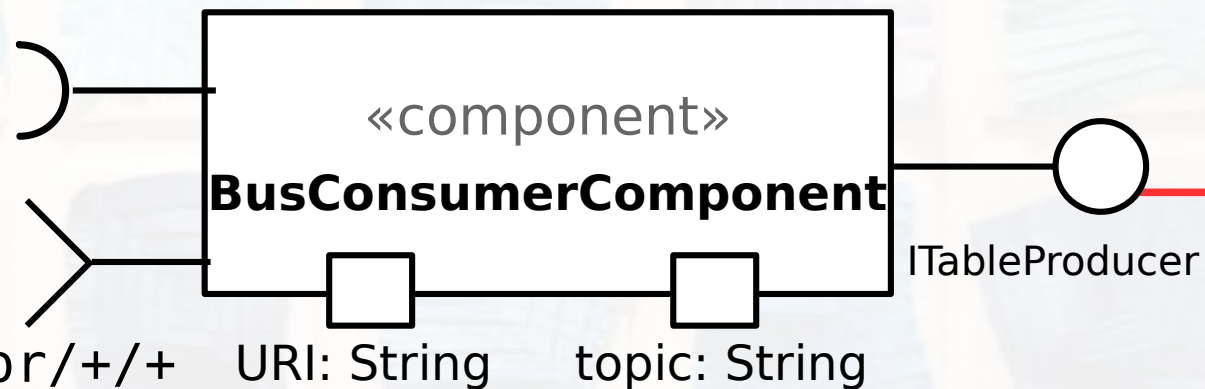 «component»
BusConsumerComponent
ITableProducer
/+/+ URI: String topic: String